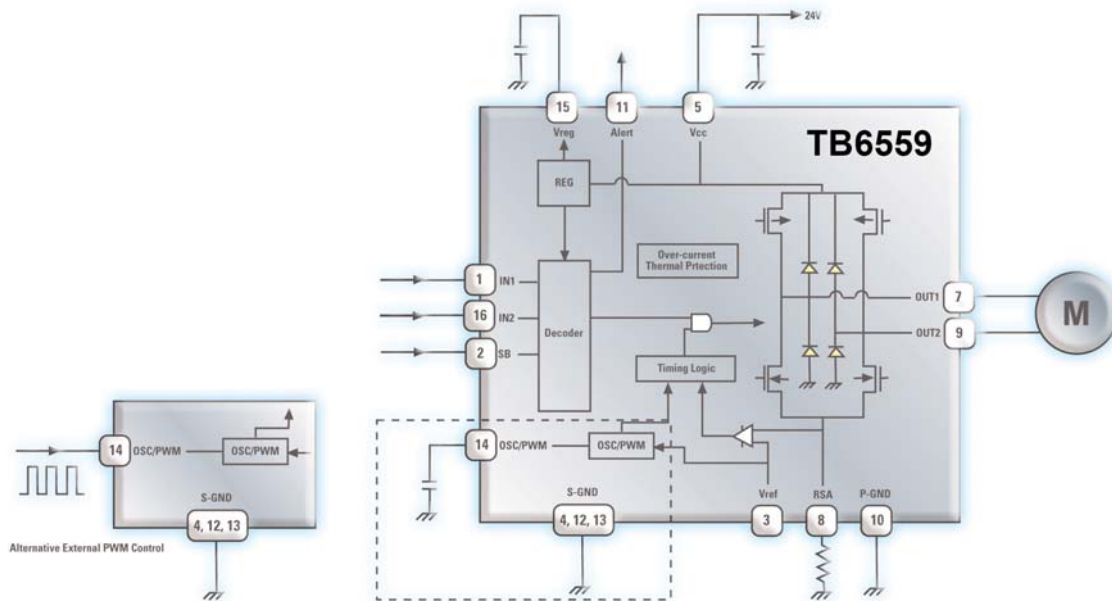 24V
15
11
5
Vreg
Alert
Vcc
TB6559
REG
Over-current
Thermal Prtection
1
IN1
16
IN2
Decoder
2
SB
OUT1
7
OUT2
9
M
Timing Logic
14
OSC/PWM
OSC/PWM
14
OSC/PWM
OSC/PWM
S-GND
4, 12, 13
S-GND
4, 12, 13
Vref
RSA
P-GND
3
8
10
Alternative External PWM Control